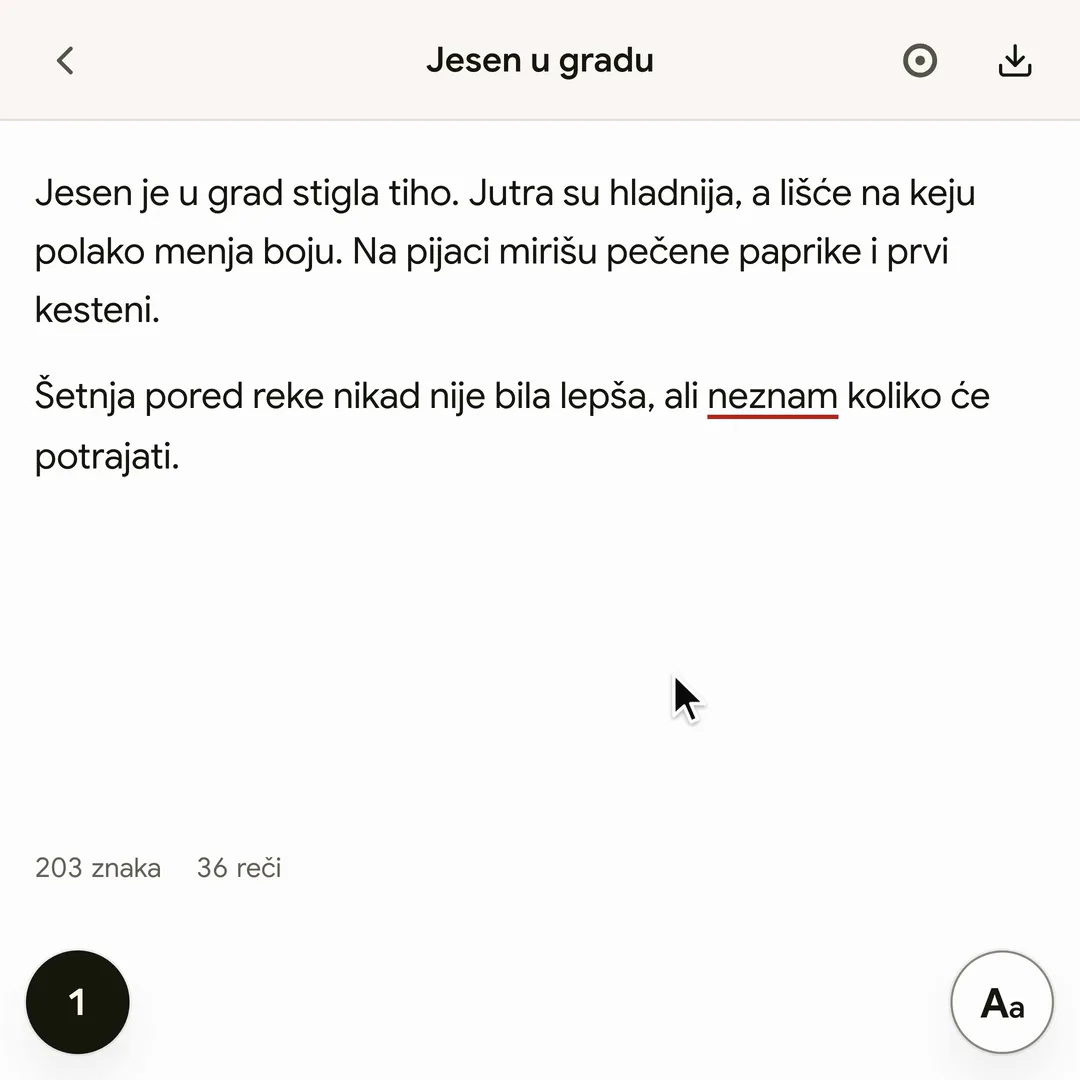 Jesen u gradu
Jesen je u grad stigla tiho. Jutra su hladnija, a lišće na keju
polako menja boju. Na pijaci mirišu pečene paprike i prvi
kesteni.
Šetnja pored reke nikad nije bila lepša, ali neznam koliko će
potrajati.
203 znaka 36 reči
1
Aa